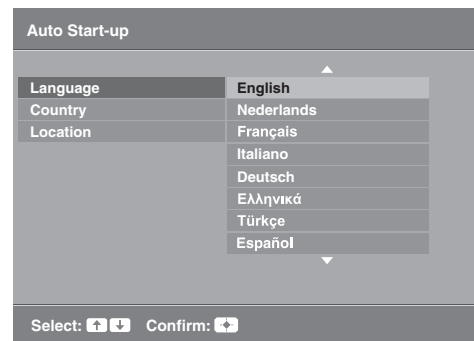 Auto Start-up
Language
Country
Location
English
Nederlands
Français
Italiano
Deutsch
Ελληνικά
Türkçe
Español
Select: Confirm: